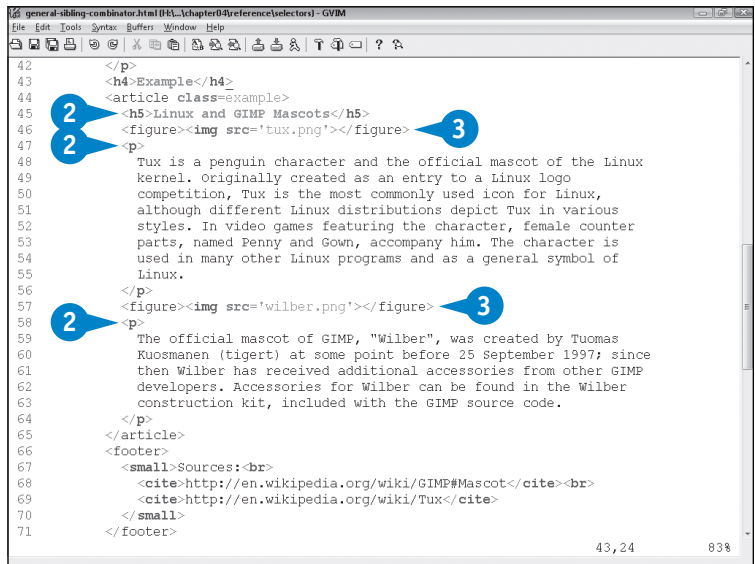 general-sibling-combinator.html (H:\...\chapter04\reference\selectors) - GVIM
File Edit Tools Syntax Buffers Window Help
42 </p>
43 <h4>Example</h4>
44 <article class=example>
45 2 <h5>Linux and GIMP Mascots</h5>
46 <figure><img src='tux.png'></figure> 3
47 2 <p>
48 Tux is a penguin character and the official mascot of the Linux
49 kernel. Originally created as an entry to a Linux logo
50 competition, Tux is the most commonly used icon for Linux,
51 although different Linux distributions depict Tux in various
52 styles. In video games featuring the character, female counter
53 parts, named Penny and Gown, accompany him. The character is
54 used in many other Linux programs and as a general symbol of
55 Linux.
56 </p>
57 <figure><img src='wilber.png'></figure> 3
58 2 <p>
59 The official mascot of GIMP, "Wilber", was created by Tuomas
60 Kuosmanen (tigert) at some point before 25 September 1997; since
61 then Wilber has received additional accessories from other GIMP
62 developers. Accessories for Wilber can be found in the Wilber
63 construction kit, included with the GIMP source code.
64 </p>
65 </article>
66 <footer>
67 <small>Sources:<br>
68 <cite>http://en.wikipedia.org/wiki/GIMP#Mascot</cite><br>
69 <cite>http://en.wikipedia.org/wiki/Tux</cite>
70 </small>
71 </footer>
43,24 83%